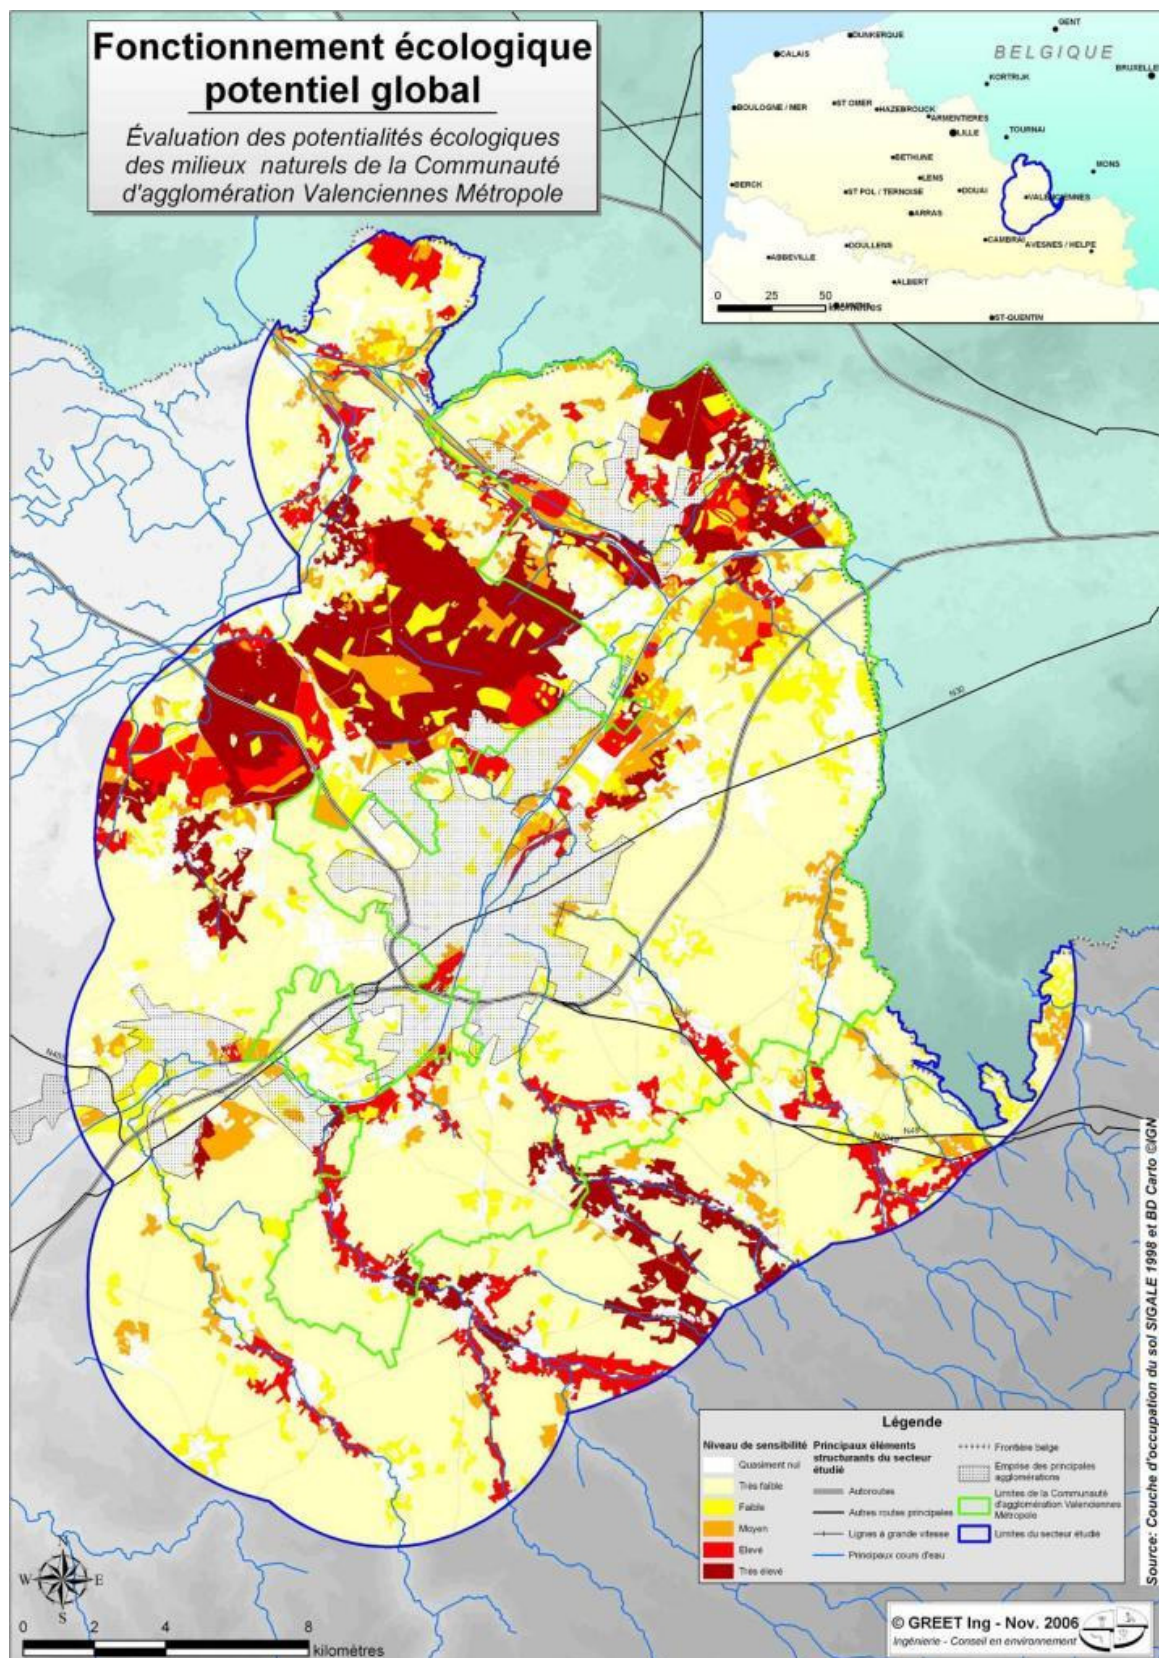 Fonctionnement écologique
potentiel global
Évaluation des potentialités écologiques
des milieux naturels de la Communauté
d'agglomération Valenciennes Métropole
GENT
DUNKERQUE
BELGIQUE
CALAIS
BRUXELLES
KORTRIJK
BOULOGNE / MER
ST OMER
HAZEBROUCK
ARMENTIERES
LILLE
TOURNAI
BETHUNE
MONS
LENS
BERCK
ST POL / TERNOISE
DOUAI
VALENCIENNES
ARRAS
CAMBRAI
AVESNES / HELPE
DOULLENS
ABBEVILLE
ALBERT
0 25 50
ST-QUENTIN
L'Escaut
N30
N49
Légende
Niveau de sensibilité
Quasiment nul
Très faible
Faible
Moyen
Elevé
Très élevé
Principaux éléments
structurants du secteur
étudié
Autoroutes
Autres routes principales
Lignes à grande vitesse
Principaux cours d'eau
Frontière belge
Emprise des principales
agglomérations
Limites de la Communauté
d'agglomération Valenciennes
Métropole
Limites du secteur étudié
Source: Couche d'occupation du sol SIGALE 1998 et BD Carto ©IGN
N
W E
S
0 2 4 8
kilomètres
© GREET Ing - Nov. 2006
Ingénierie - Conseil en environnement